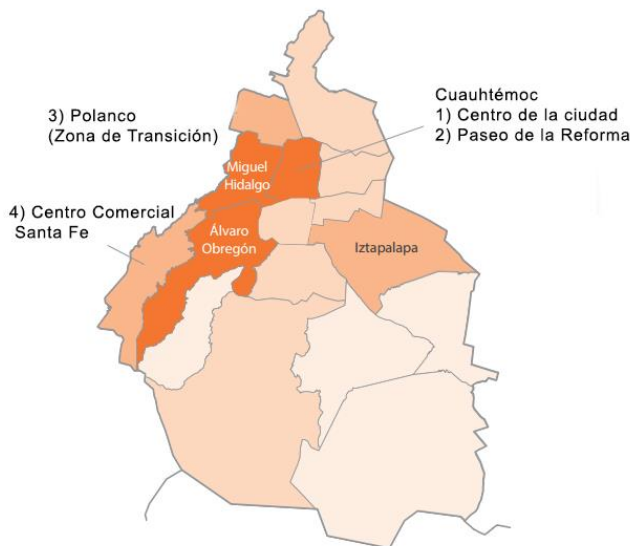 Cuauhtémoc
1) Centro de la ciudad
2) Paseo de la Reforma
3) Polanco
(Zona de Transición)
Miguel
Hidalgo
4) Centro Comercial
Santa Fe
Álvaro
Obregón
Iztapalapa